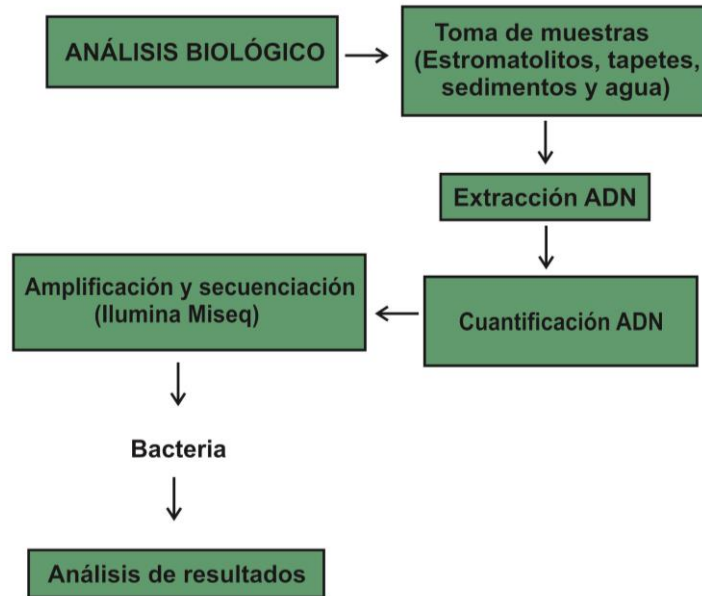 ANÁLISIS BIOLÓGICO
Toma de muestras
(Estromatolitos, tapetes,
sedimentos y agua)
Extracción ADN
Cuantificación ADN
Amplificación y secuenciación
(Ilumina Miseq)
Bacteria
Análisis de resultados